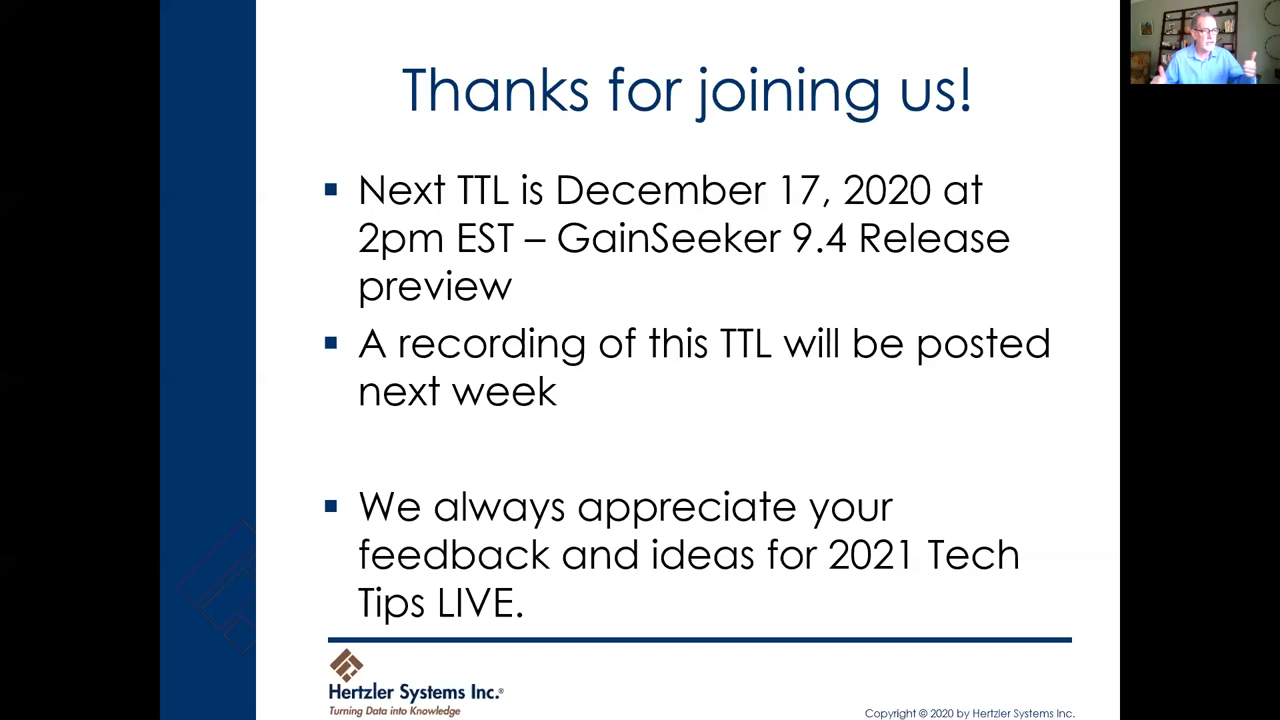 Thanks for joining us!
▪ Next TTL is December 17, 2020 at
2pm EST – GainSeeker 9.4 Release
preview
▪ A recording of this TTL will be posted
next week
▪ We always appreciate your
feedback and ideas for 2021 Tech
Tips LIVE.
Hertzler Systems Inc.®
Turning Data into Knowledge
Copyright © 2020 by Hertzler Systems Inc.